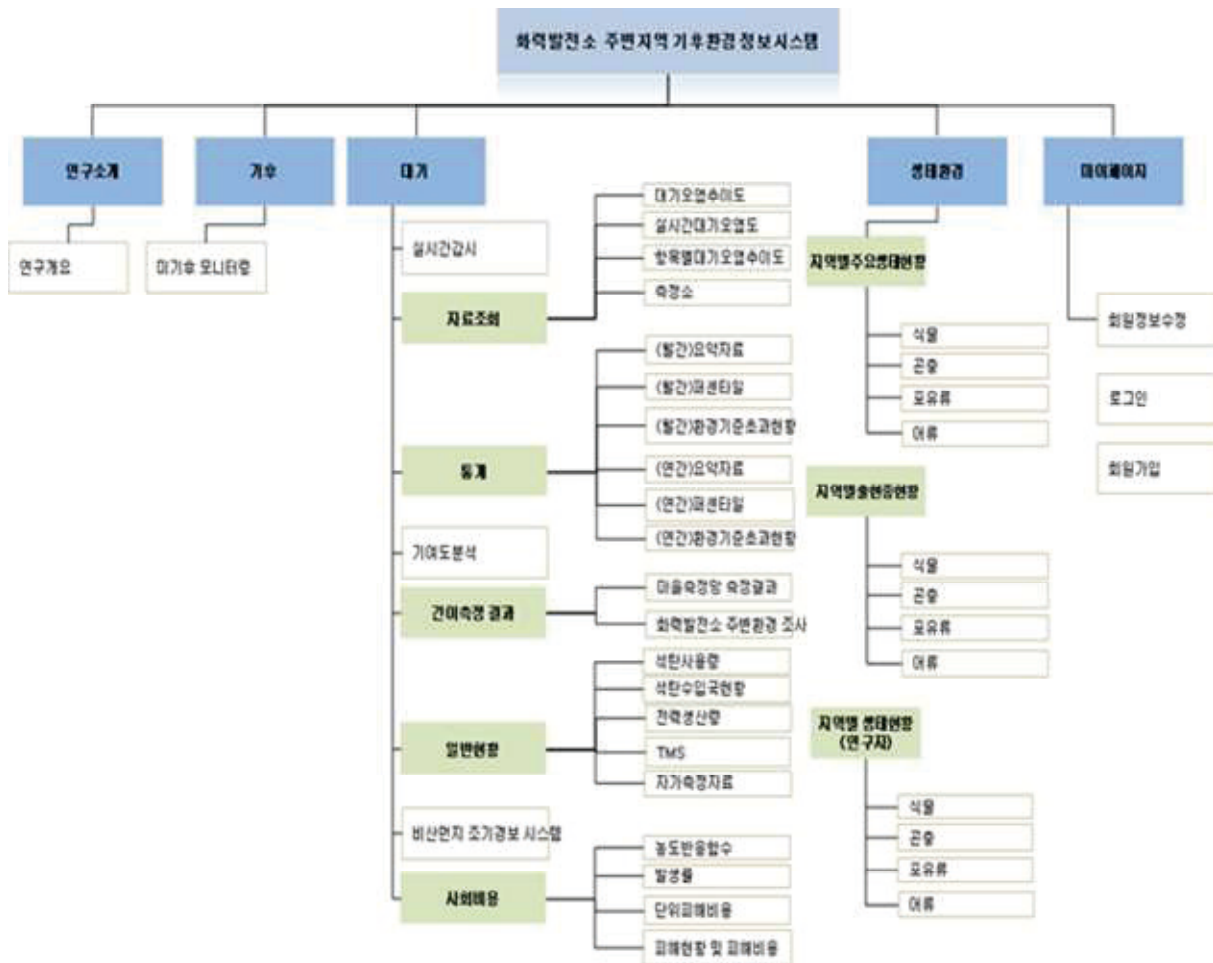 화력발전소 주변지역 기후환경 정보시스템
연구소개
기후
대기
생태환경
마이페이지
연구개요
미기후 모니터링
실시간감시
자료조회
대기오염추이도
실시간대기오염도
항목별대기오염추이도
측정소
통계
(월간)요약자료
(월간)퍼센타일
(월간)환경기준초과현황
(연간)요약자료
(연간)퍼센타일
(연간)환경기준초과현황
기여도분석
간이측정 결과
마을측정망 측정결과
화력발전소 주변환경 조사
일반현황
석탄사용량
석탄수입국현황
전력생산량
TMS
자가측정자료
비산먼지 조기경보 시스템
사회비용
농도반응함수
발생률
단위피해비용
피해현황 및 피해비용
지역별주요생태현황
식물
곤충
포유류
어류
지역별출현종현황
식물
곤충
포유류
어류
지역별 생태현황
(연구지)
식물
곤충
포유류
어류
회원정보수정
로그인
회원가입